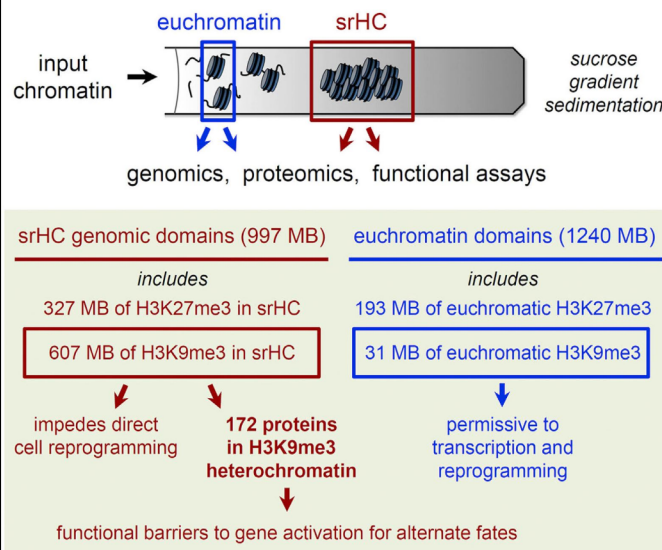 euchromatin srHC
input
chromatin
sucrose
gradient
sedimentation
genomics, proteomics, functional assays
srHC genomic domains (997 MB)
includes
327 MB of H3K27me3 in srHC
607 MB of H3K9me3 in srHC
impedes direct
cell reprogramming
172 proteins
in H3K9me3
heterochromatin
euchromatin domains (1240 MB)
includes
193 MB of euchromatic H3K27me3
31 MB of euchromatic H3K9me3
permissive to
transcription and
reprogramming
functional barriers to gene activation for alternate fates